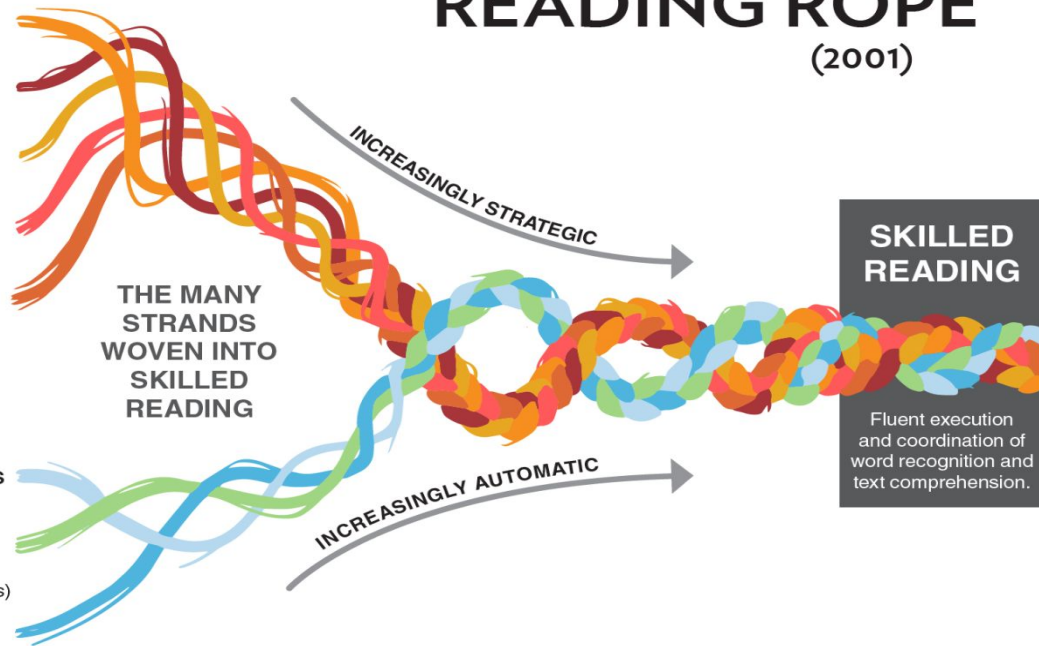 READING ROPE
(2001)
INCREASINGLY STRATEGIC
SKILLED
READING
THE MANY
STRANDS
WOVEN INTO
SKILLED
READING
Fluent execution
and coordination of
word recognition and
text comprehension.
s
INCREASINGLY AUTOMATIC
s)